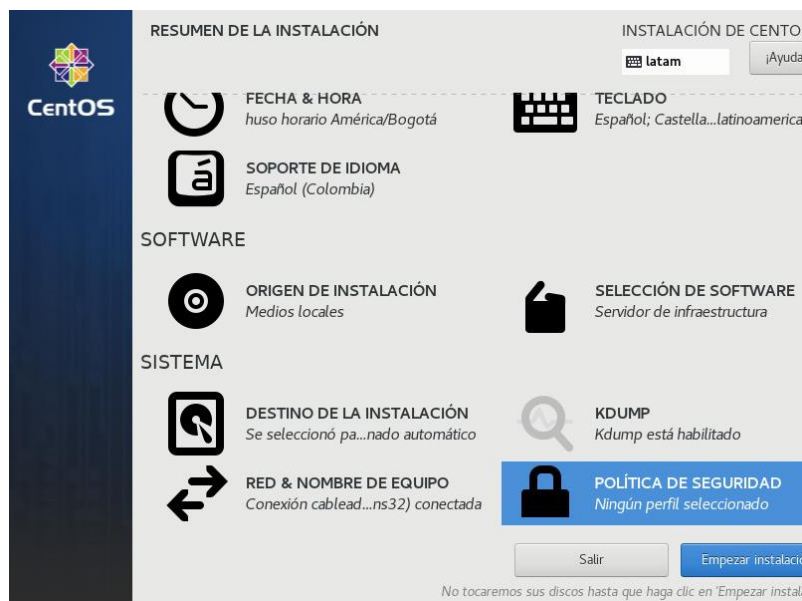 RESUMEN DE LA INSTALACIÓN
INSTALACIÓN DE CENTO
latam
¡Ayuda
CentOS
FECHA & HORA
huso horario América/Bogotá
TECLADO
Español; Castella...latinoamerica
á
SOPORTE DE IDIOMA
Español (Colombia)
SOFTWARE
ORIGEN DE INSTALACIÓN
Medios locales
SELECCIÓN DE SOFTWARE
Servidor de infraestructura
SISTEMA
DESTINO DE LA INSTALACIÓN
Se seleccionó pa...nado automático
KDUMP
Kdump está habilitado
RED & NOMBRE DE EQUIPO
Conexión cablead...ns32) conectada
POLÍTICA DE SEGURIDAD
Ningún perfil seleccionado
Salir
Empezar instalació
No tocaremos sus discos hasta que haga clic en 'Empezar instal